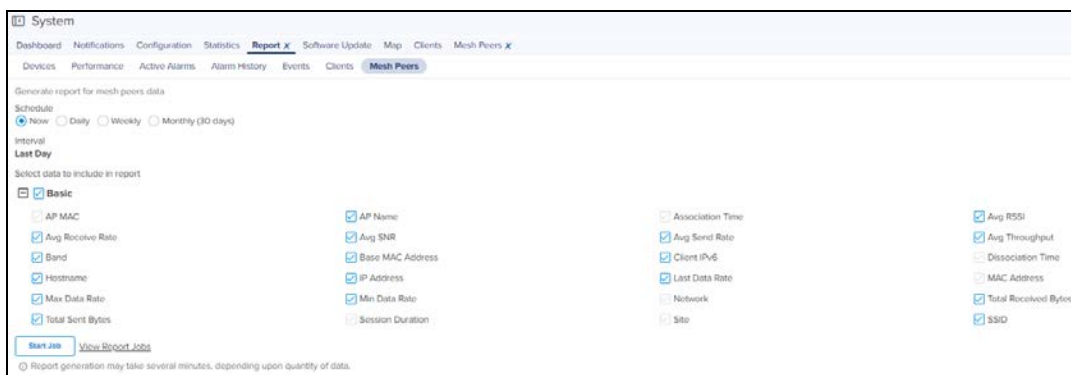 System
Dashboard Notifications Configuration Statistics Report X Software Update Map Clients Mesh Peers X
Devices Performance Active Alarms Alarm History Events Clients Mesh Peers
Generate report for mesh peers data
Schedule
Now Daily Weekly Monthly (30 days)
Interval
Last Day
Select data to include in report
Basic
AP MAC AP Name Association Time Avg RSSI
Avg Receive Rate Avg SNR Avg Send Rate Avg Throughput
Band Base MAC Address Client IPv6 Dissociation Time
Hostname IP Address Last Data Rate MAC Address
Max Data Rate Min Data Rate Network Total Received Bytes
Total Sent Bytes Session Duration Site SSID
Start Job View Report Jobs
Report generation may take several minutes, depending upon quantity of data.